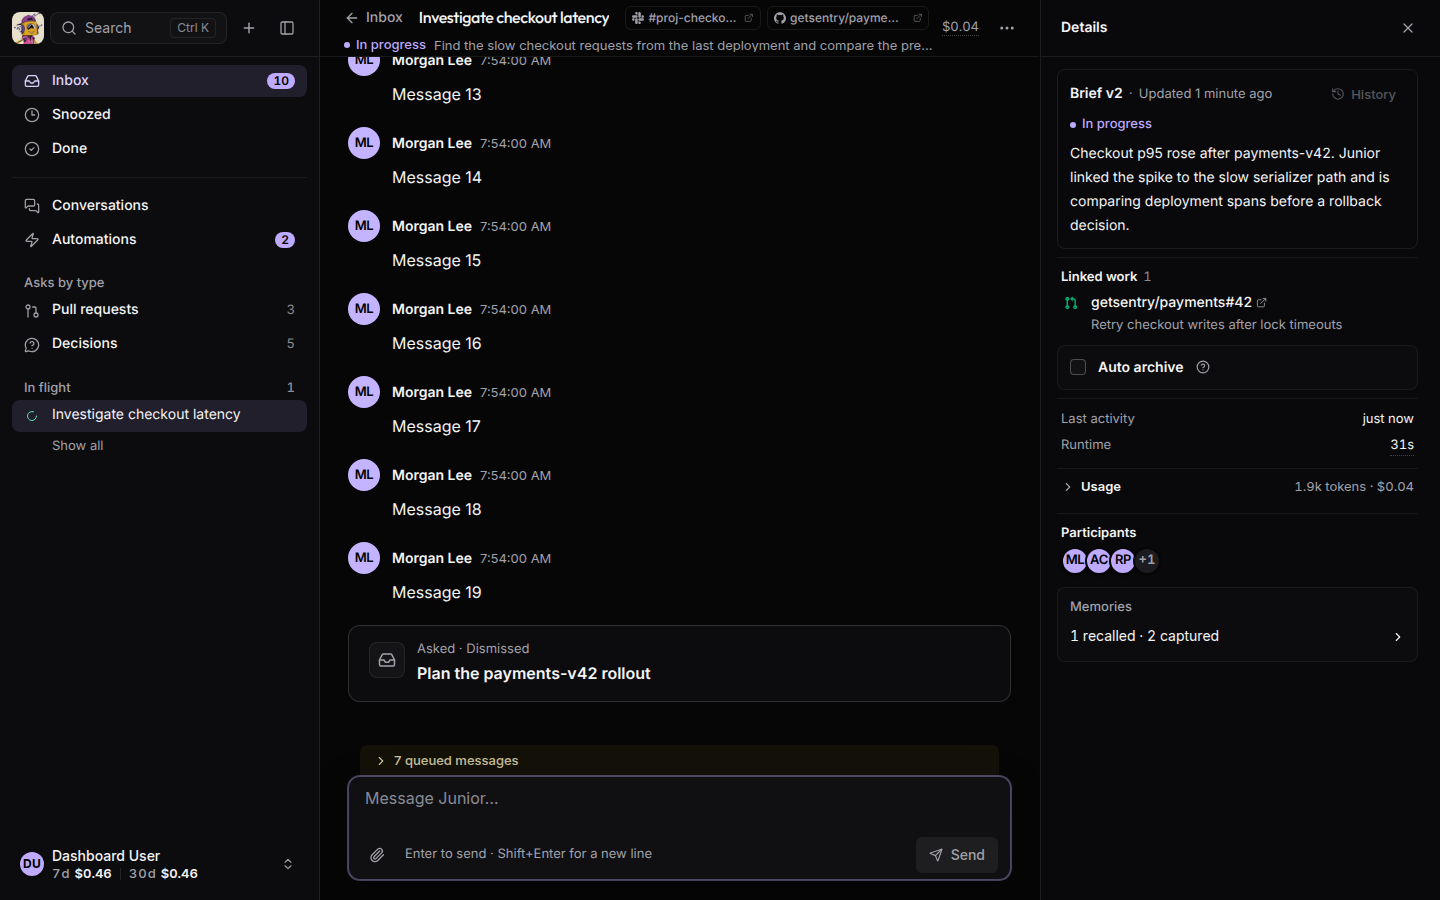 Search
Ctrl K
Inbox
10
Snoozed
Done
Conversations
Automations
2
Asks by type
Pull requests
3
Decisions
5
In flight
1
Investigate checkout latency
Show all
DU
Dashboard User
7d $0.46 30d $0.46
Inbox
Investigate checkout latency
#proj-checko...
getsentry/payme...
$0.04
In progress
Find the slow checkout requests from the last deployment and compare the pre...
ML
Morgan Lee 7:54:00 AM
Message 13
ML
Morgan Lee 7:54:00 AM
Message 14
ML
Morgan Lee 7:54:00 AM
Message 15
ML
Morgan Lee 7:54:00 AM
Message 16
ML
Morgan Lee 7:54:00 AM
Message 17
ML
Morgan Lee 7:54:00 AM
Message 18
ML
Morgan Lee 7:54:00 AM
Message 19
Asked · Dismissed
Plan the payments-v42 rollout
7 queued messages
Message Junior...
Enter to send · Shift+Enter for a new line
Send
Details
Brief v2 · Updated 1 minute ago
History
In progress
Checkout p95 rose after payments-v42. Junior
linked the spike to the slow serializer path and is
comparing deployment spans before a rollback
decision.
Linked work 1
getsentry/payments#42
Retry checkout writes after lock timeouts
Auto archive
Last activity
just now
Runtime
31s
Usage
1.9k tokens · $0.04
Participants
ML
AC
RP
+1
Memories
1 recalled · 2 captured